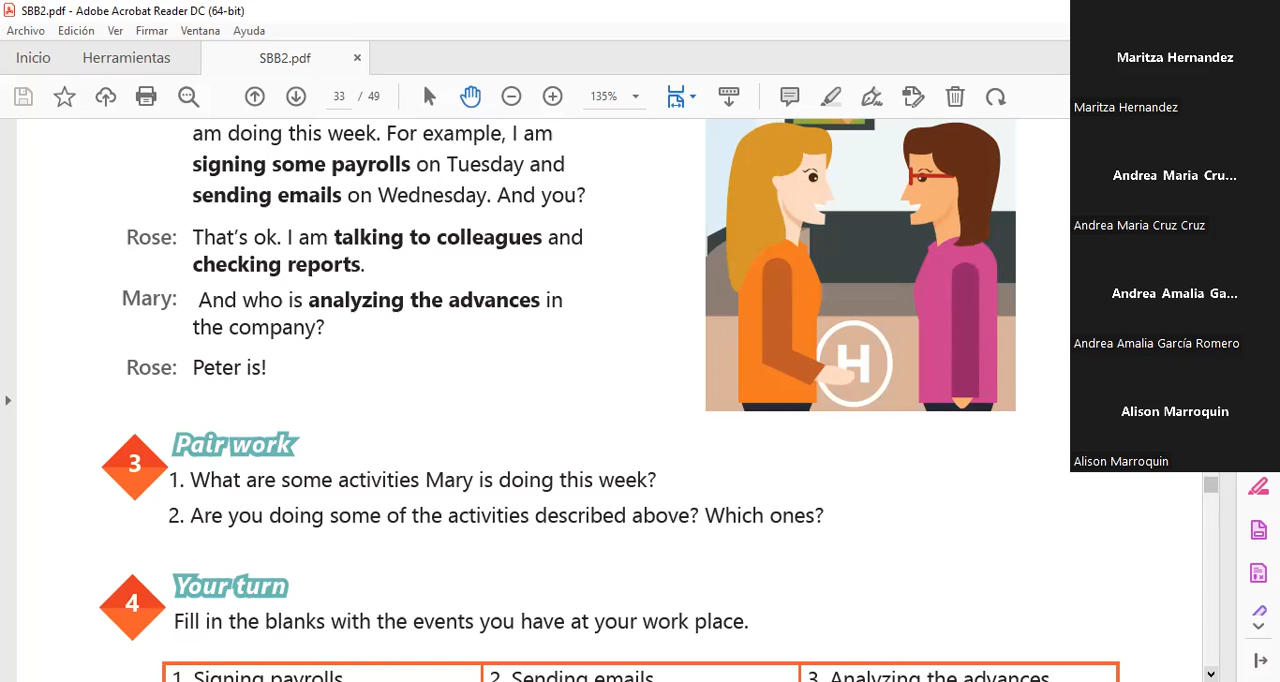 SBB2.pdf - Adobe Acrobat Reader DC (64-bit)
Archivo Edición Ver Firmar Ventana Ayuda
Inicio Herramientas SBB2.pdf ×
33 / 49 135%
am doing this week. For example, I am
signing some payrolls on Tuesday and
sending emails on Wednesday. And you?
Rose: That's ok. I am talking to colleagues and
checking reports.
Mary: And who is analyzing the advances in
the company?
Rose: Peter is!
H
3 Pair work
1. What are some activities Mary is doing this week?
2. Are you doing some of the activities described above? Which ones?
4 Your turn
Fill in the blanks with the events you have at your work place.
1. Signing payrolls 2. Sending emails 3. Analyzing the advances
Maritza Hernandez
Maritza Hernandez
Andrea Maria Cru...
Andrea Maria Cruz Cruz
Andrea Amalia Ga...
Andrea Amalia García Romero
Alison Marroquin
Alison Marroquin